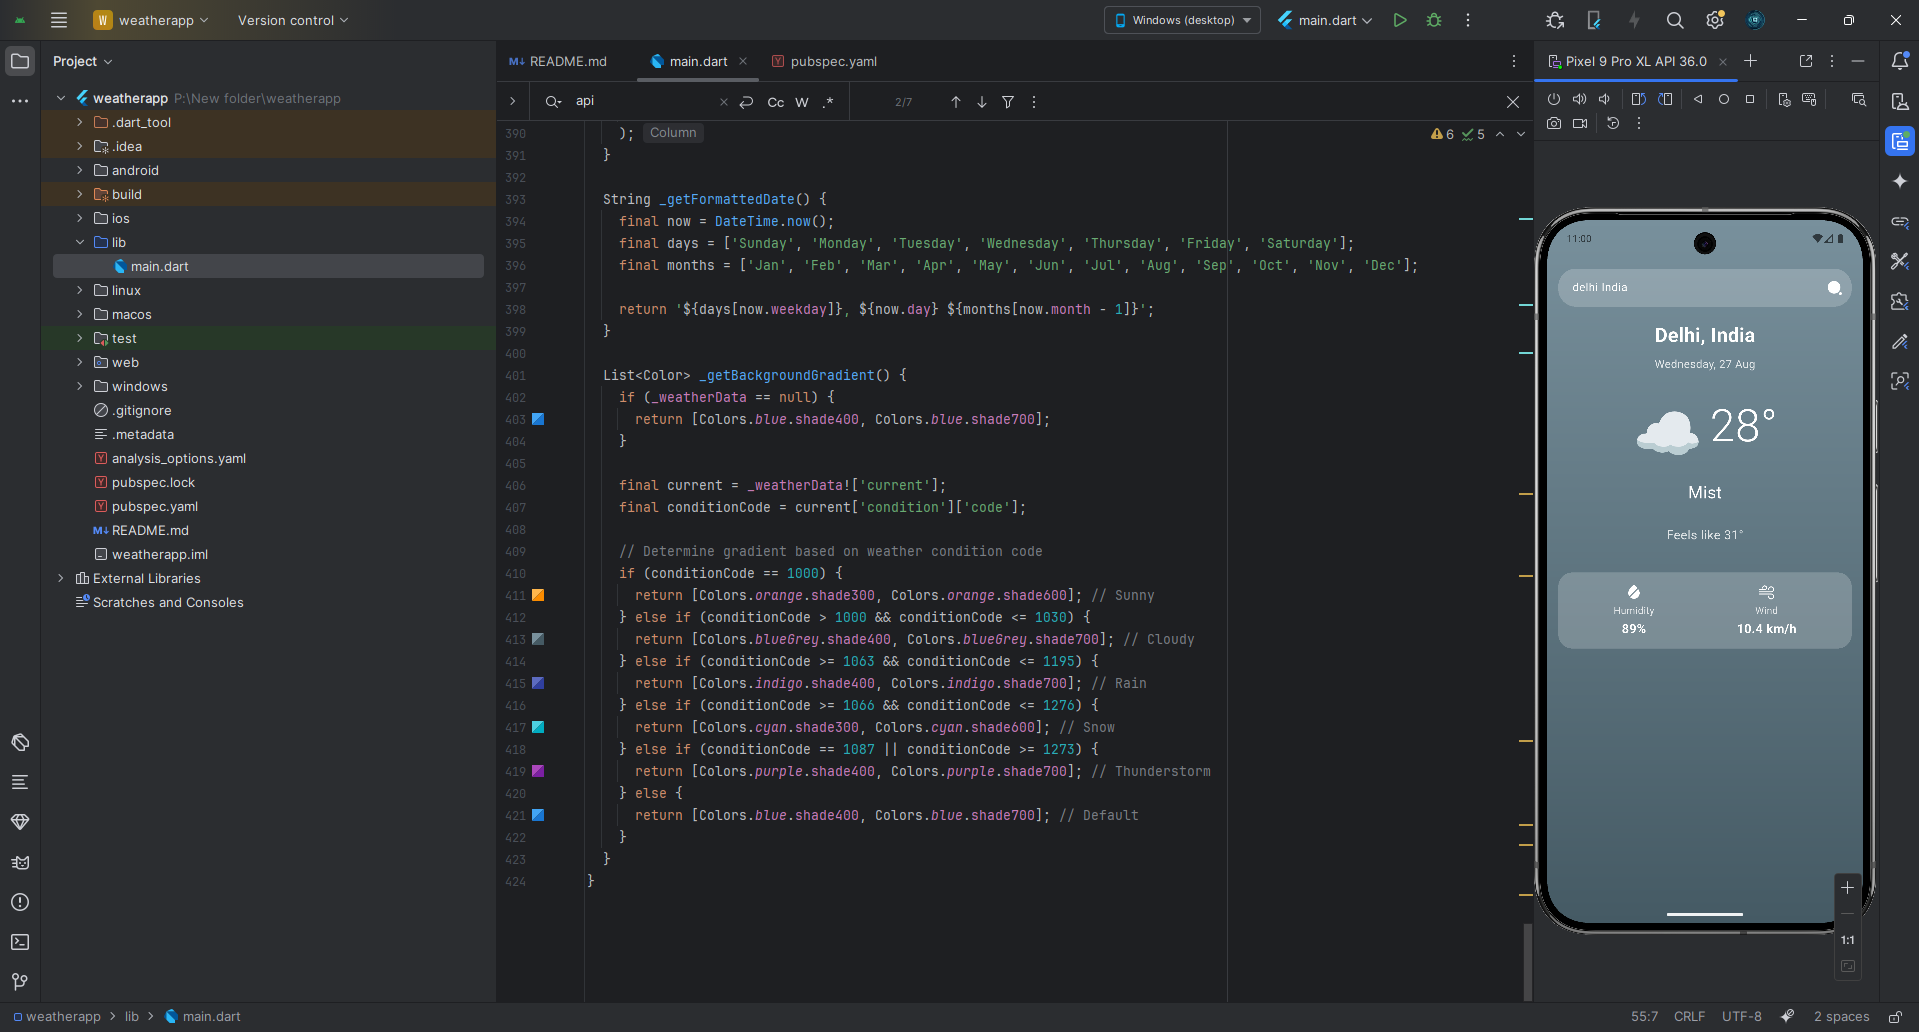 W weatherapp Version control Windows (desktop) main.dart
Project
weatherapp P:\New folder\weatherapp
.dart_tool
.idea
android
build
ios
lib
main.dart
linux
macos
test
web
windows
.gitignore
.metadata
analysis_options.yaml
pubspec.lock
pubspec.yaml
M↓ README.md
weatherapp.iml
External Libraries
Scratches and Consoles
M↓ README.md main.dart pubspec.yaml
api Cc W .* 2/7
6 5
390 ); Column
391 }
392
393 String _getFormattedDate() {
394 final now = DateTime.now();
395 final days = ['Sunday', 'Monday', 'Tuesday', 'Wednesday', 'Thursday', 'Friday', 'Saturday'];
396 final months = ['Jan', 'Feb', 'Mar', 'Apr', 'May', 'Jun', 'Jul', 'Aug', 'Sep', 'Oct', 'Nov', 'Dec'];
397
398 return '${days[now.weekday]}, ${now.day} ${months[now.month - 1]}';
399 }
400
401 List<Color> _getBackgroundGradient() {
402 if (_weatherData == null) {
403 return [Colors.blue.shade400, Colors.blue.shade700];
404 }
405
406 final current = _weatherData!['current'];
407 final conditionCode = current['condition']['code'];
408
409 // Determine gradient based on weather condition code
410 if (conditionCode == 1000) {
411 return [Colors.orange.shade300, Colors.orange.shade600]; // Sunny
412 } else if (conditionCode > 1000 && conditionCode <= 1030) {
413 return [Colors.blueGrey.shade400, Colors.blueGrey.shade700]; // Cloudy
414 } else if (conditionCode >= 1063 && conditionCode <= 1195) {
415 return [Colors.indigo.shade400, Colors.indigo.shade700]; // Rain
416 } else if (conditionCode >= 1066 && conditionCode <= 1276) {
417 return [Colors.cyan.shade300, Colors.cyan.shade600]; // Snow
418 } else if (conditionCode == 1087 || conditionCode >= 1273) {
419 return [Colors.purple.shade400, Colors.purple.shade700]; // Thunderstorm
420 } else {
421 return [Colors.blue.shade400, Colors.blue.shade700]; // Default
422 }
423 }
424 }
Pixel 9 Pro XL API 36.0
11:00
delhi India
Delhi, India
Wednesday, 27 Aug
28°
Mist
Feels like 31°
Humidity Wind
89% 10.4 km/h
1:1
weatherapp lib main.dart 55:7 CRLF UTF-8 2 spaces